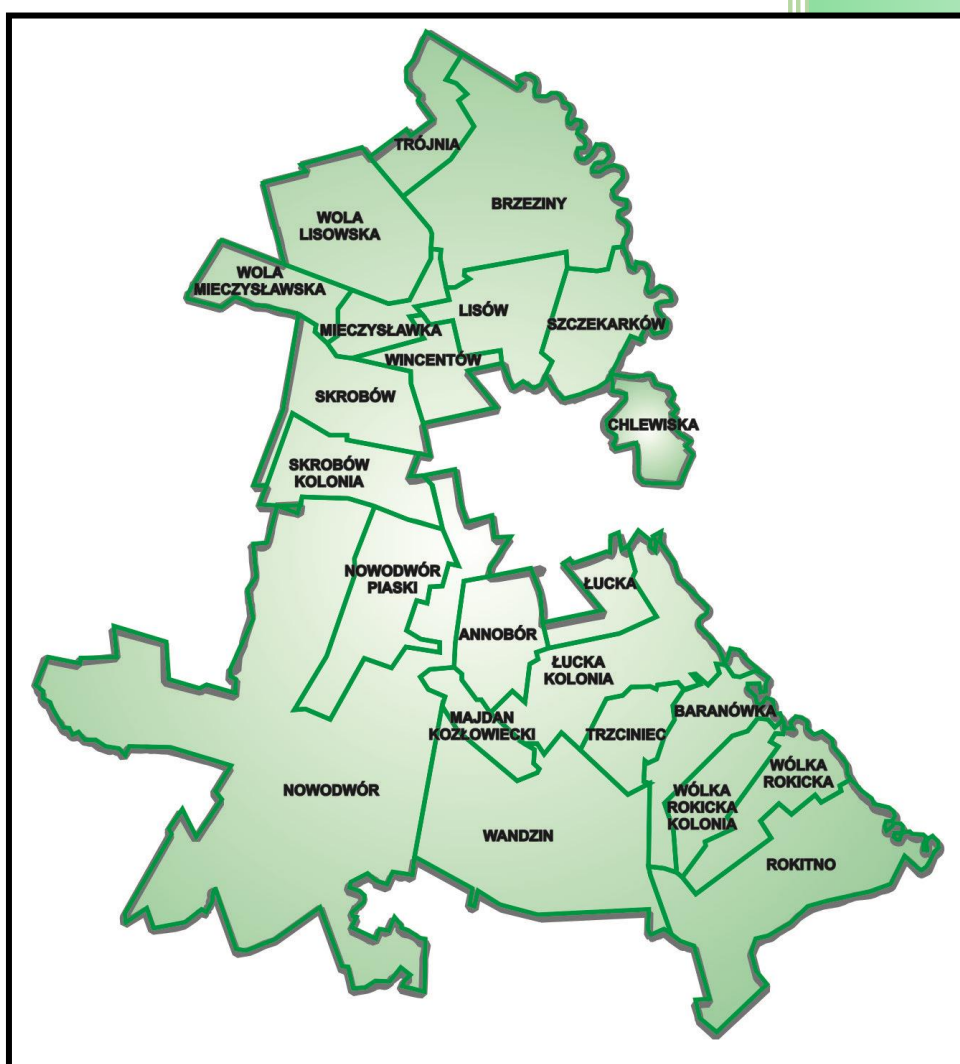 TRÓJNIA
BRZEZINY
WOLA
LISOWSKA
WOLA
MIECZYSŁAWSKA
LISÓW
MIECZYSŁAWKA
SZCZEKARKÓW
WINCENTÓW
SKROBÓW
CHLEWISKA
SKROBÓW
KOLONIA
NOWODWÓR
PIASKI
ŁUCKA
ANNOBÓR
ŁUCKA
KOLONIA
MAJDAN
KOZŁOWIECKI
TRZCINIEC
BARANÓWKA
WÓLKA
ROKICKA
NOWODWÓR
WÓLKA
ROKICKA
KOLONIA
WANDZIN
ROKITNO